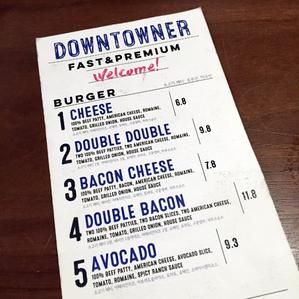 DOWNTOWNER
FAST&PREMIUM
Welcome!
BURGER
1 CHEESE 6.8
100% BEEF PATTY, AMERICAN CHEESE, ROMAINE,
TOMATO, GRILLED ONION, HOUSE SAUCE
2 DOUBLE DOUBLE 9.8
TWO 100% BEEF PATTIES, TWO AMERICAN CHEESE, ROMAINE,
TOMATO, GRILLED ONION, HOUSE SAUCE
3 BACON CHEESE 7.8
100% BEEF PATTY, BACON, AMERICAN CHEESE, ROMAINE,
TOMATO, GRILLED ONION, HOUSE SAUCE
4 DOUBLE BACON 11.8
TWO 100% BEEF PATTIES, TWO BACON SLICES, TWO AMERICAN CHEESE,
ROMAINE, TOMATO, GRILLED ONION, HOUSE SAUCE
5 AVOCADO 9.3
100% BEEF PATTY, AMERICAN CHEESE, AVOCADO SLICE,
TOMATO, ROMAINE, SPICY RANCH SAUCE